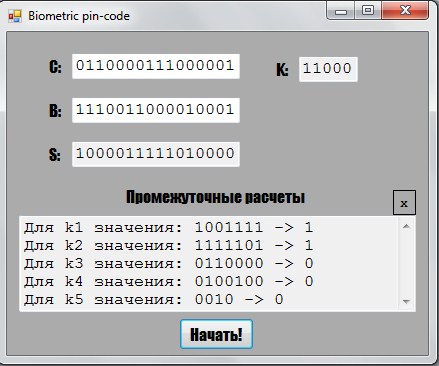 Biometric pin-code
C: 0110000111000001
K: 11000
B: 1110011000010001
S: 1000011111010000
Промежуточные расчеты
x
Для k1 значения: 1001111 -> 1
Для k2 значения: 1111101 -> 1
Для k3 значения: 0110000 -> 0
Для k4 значения: 0100100 -> 0
Для k5 значения: 0010 -> 0
Начать!